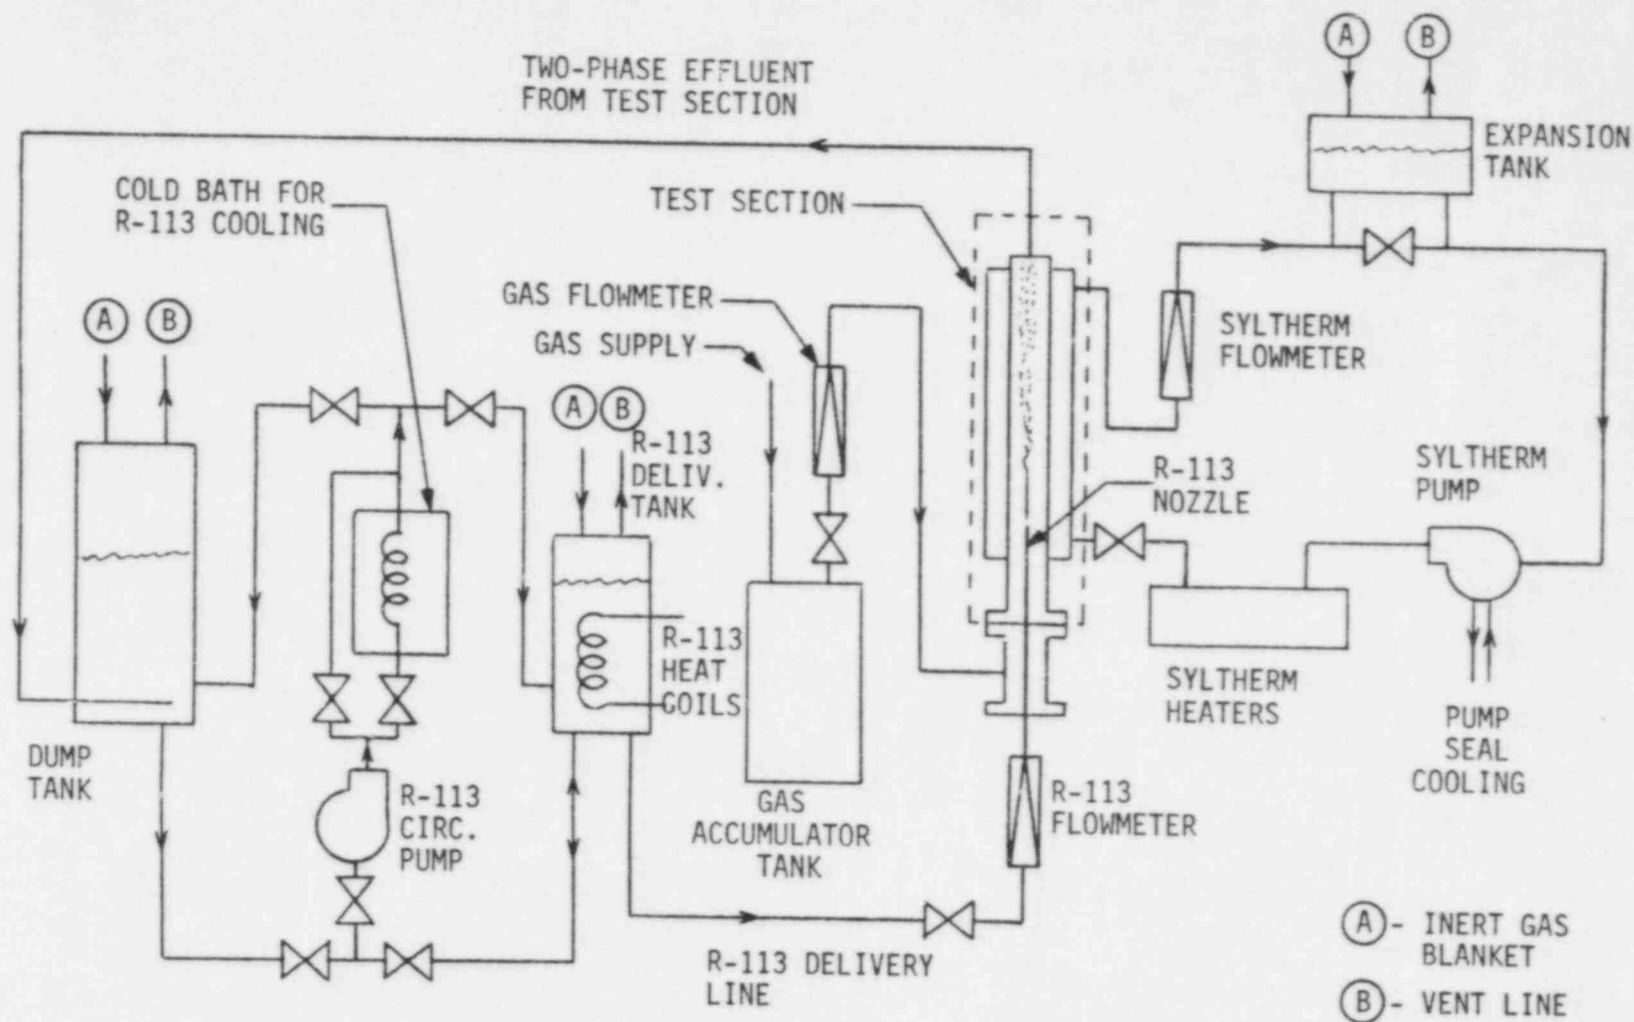 TWO-PHASE EFFLUENT
FROM TEST SECTION
A
B
EXPANSION
TANK
COLD BATH FOR
R-113 COOLING
TEST SECTION
GAS FLOWMETER
GAS SUPPLY
SYLTHERM
FLOWMETER
A
B
A
B
R-113
DELIV.
TANK
R-113
NOZZLE
SYLTHERM
PUMP
R-113
HEAT
COILS
SYLTHERM
HEATERS
PUMP
SEAL
COOLING
DUMP
TANK
R-113
CIRC.
PUMP
GAS
ACCUMULATOR
TANK
R-113
FLOWMETER
R-113 DELIVERY
LINE
A - INERT GAS
BLANKET
B - VENT LINE